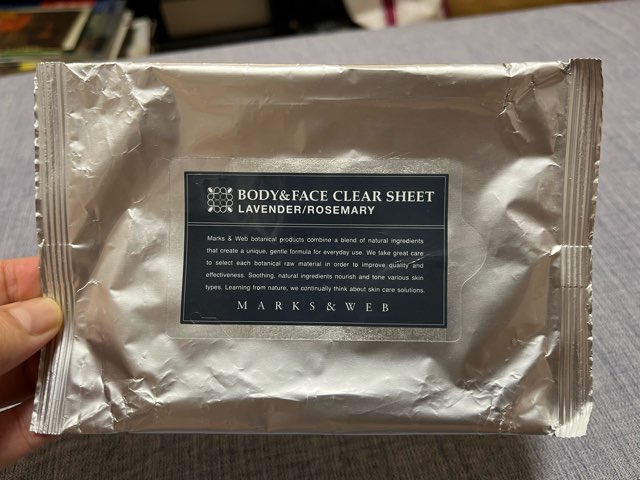 BODY&FACE CLEAR SHEET
LAVENDER/ROSEMARY
Marks & Web botanical products combine a blend of natural ingredients
that create a unique, gentle formula for everyday use. We take great care
to select each botanical raw material in order to improve quality and
effectiveness. Soothing, natural ingredients nourish and tone various skin
types. Learning from nature, we continually think about skin care solutions.
MARKS&WEB